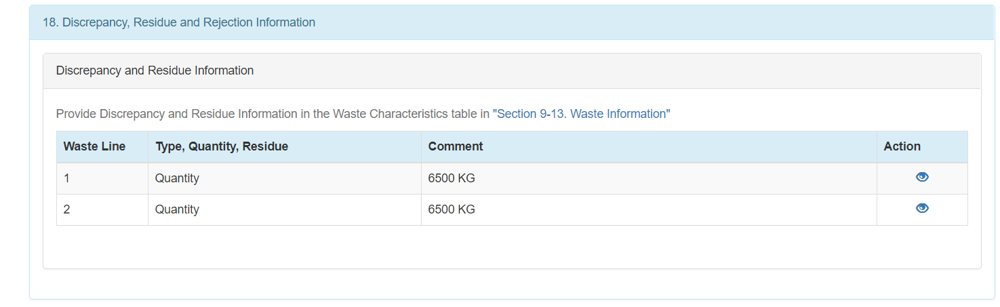 18. Discrepancy, Residue and Rejection Information
Discrepancy and Residue Information
Provide Discrepancy and Residue Information in the Waste Characteristics table in "Section 9-13. Waste Information"
Waste Line Type, Quantity, Residue Comment Action
1 Quantity 6500 KG
2 Quantity 6500 KG